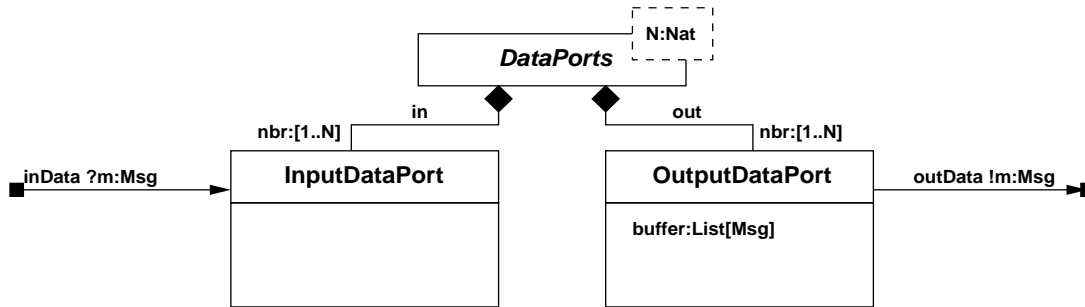 N:Nat
DataPorts
in
out
nbr:[1..N]
nbr:[1..N]
inData ?m:Msg
InputDataPort
OutputDataPort
outData !m:Msg
buffer:List[Msg]